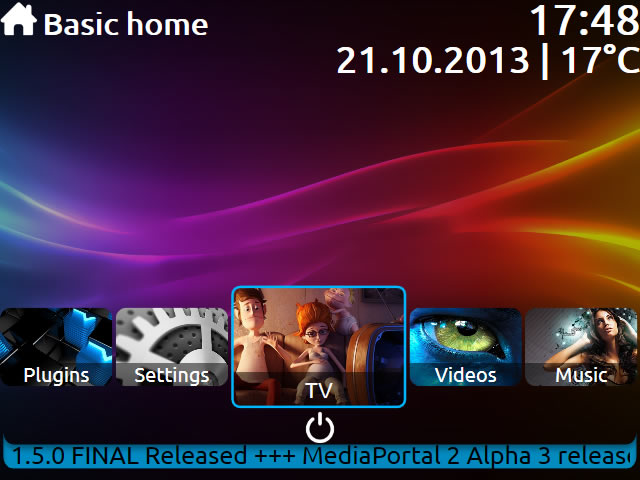 Basic home
17:48
21.10.2013 | 17°C
Plugins
Settings
TV
Videos
Music
1.5.0 FINAL Released +++ MediaPortal 2 Alpha 3 release